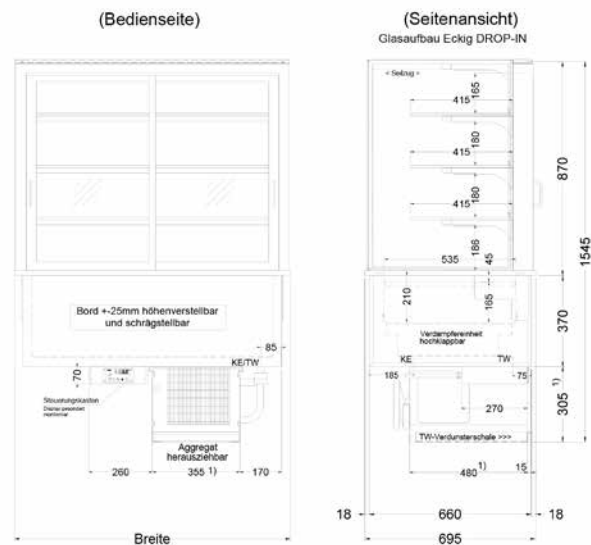 (Bedienseite)
(Seitenansicht)
Glasaufbau Eckig DROP-IN
< Seilzug >
165
415
180
415
180
415
186
535
45
870
1545
Bord +-25mm höhenverstellbar
und schrägstellbar
210
165
370
Verdampfereinheit
hochklappbar
85
KE/TW
KE
TW
70
185
75
Steuerungskasten
270
305 1)
TW-Verdunsterschale >>>
Aggregat
herausziehbar
260
355 1)
170
480 1)
15
18
660
18
Breite
695